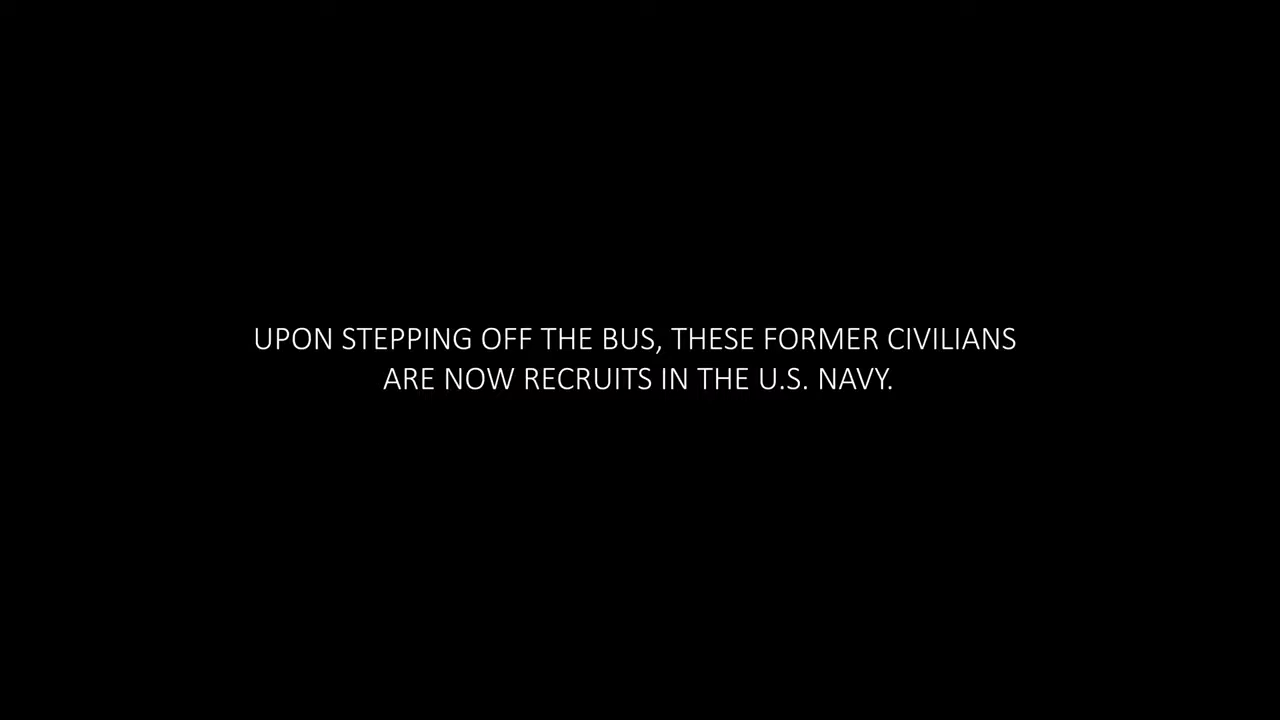 UPON STEPPING OFF THE BUS, THESE FORMER CIVILIANS
ARE NOW RECRUITS IN THE U.S. NAVY.